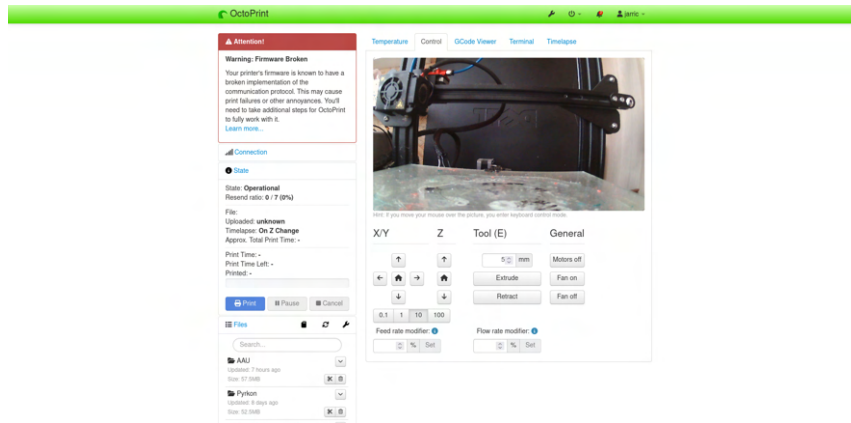 OctoPrint
jarric
Attention!
Warning: Firmware Broken
Your printer's firmware is known to have a
broken implementation of the
communication protocol. This may cause
print failures or other annoyances. You'll
need to take additional steps for OctoPrint
to fully work with it.
Learn more...
Connection
State
State: Operational
Resend ratio: 0 / 7 (0%)
File:
Uploaded: unknown
Timelapse: On Z Change
Approx. Total Print Time: -
Print Time: -
Print Time Left: -
Printed: -
Print Pause Cancel
Files
Search...
AAU
Updated: 7 hours ago
Size: 57.5MB
Pyrkon
Updated: 8 days ago
Size: 52.5MB
Temperature Control GCode Viewer Terminal Timelapse
Hint: If you move your mouse over the picture, you enter keyboard control mode.
X/Y Z Tool (E) General
5 mm Motors off
Extrude Fan on
Retract Fan off
0.1 1 10 100
Feed rate modifier: Flow rate modifier:
% Set % Set